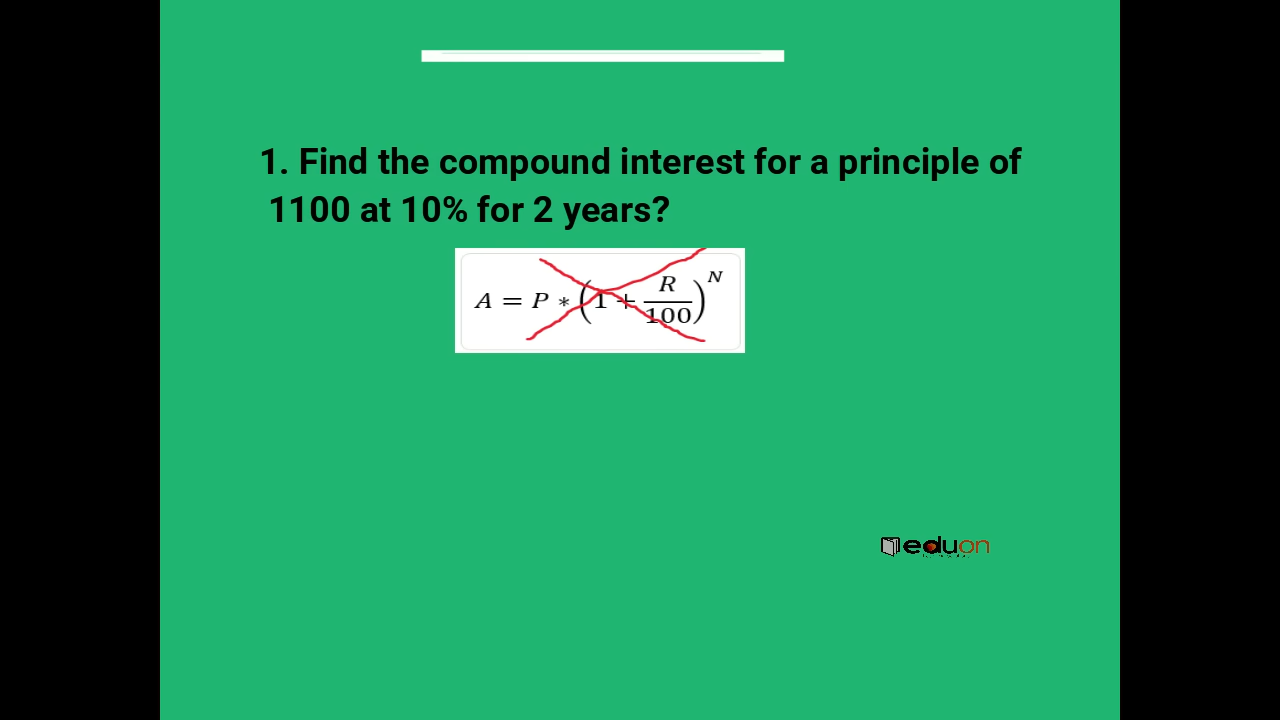 1. Find the compound interest for a principle of
1100 at 10% for 2 years?
A = P * (1 + R/100)^N
eduon